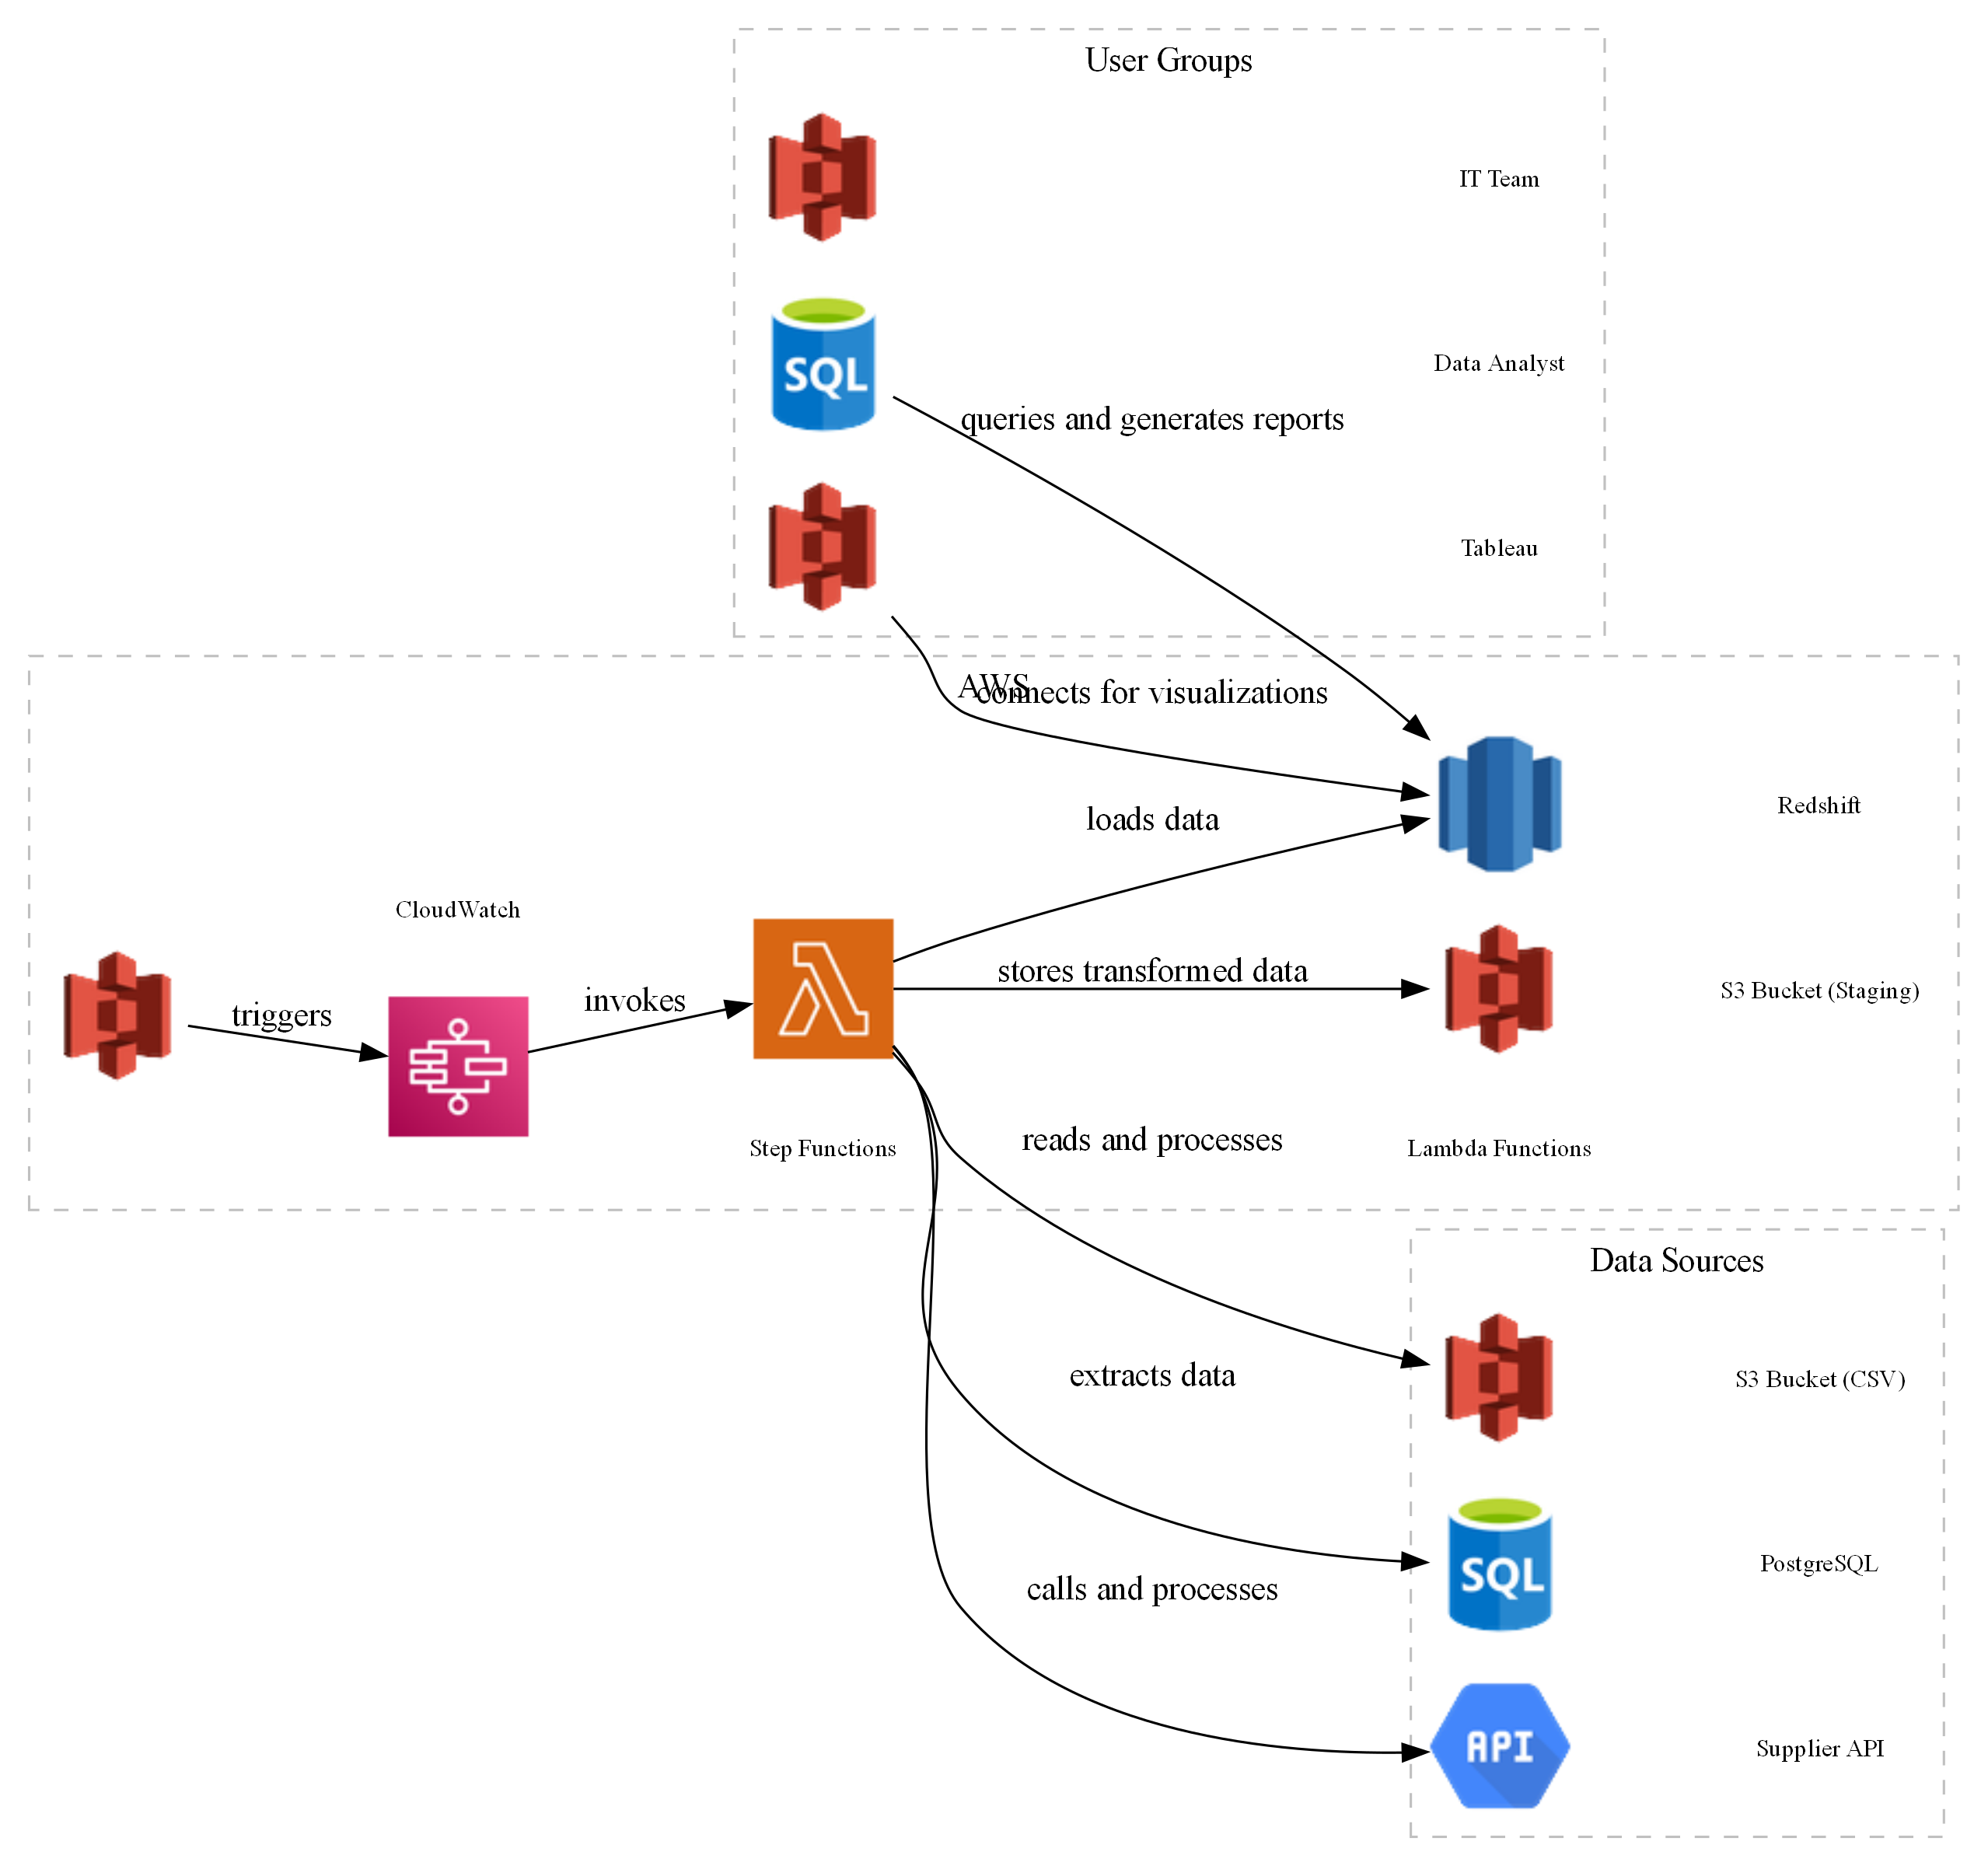 User Groups
IT Team
SQL
Data Analyst
queries and generates reports
Tableau
AWS
connects for visualizations
loads data
Redshift
CloudWatch
triggers
invokes
stores transformed data
S3 Bucket (Staging)
Step Functions
reads and processes
Lambda Functions
Data Sources
extracts data
S3 Bucket (CSV)
SQL
PostgreSQL
calls and processes
API
Supplier API